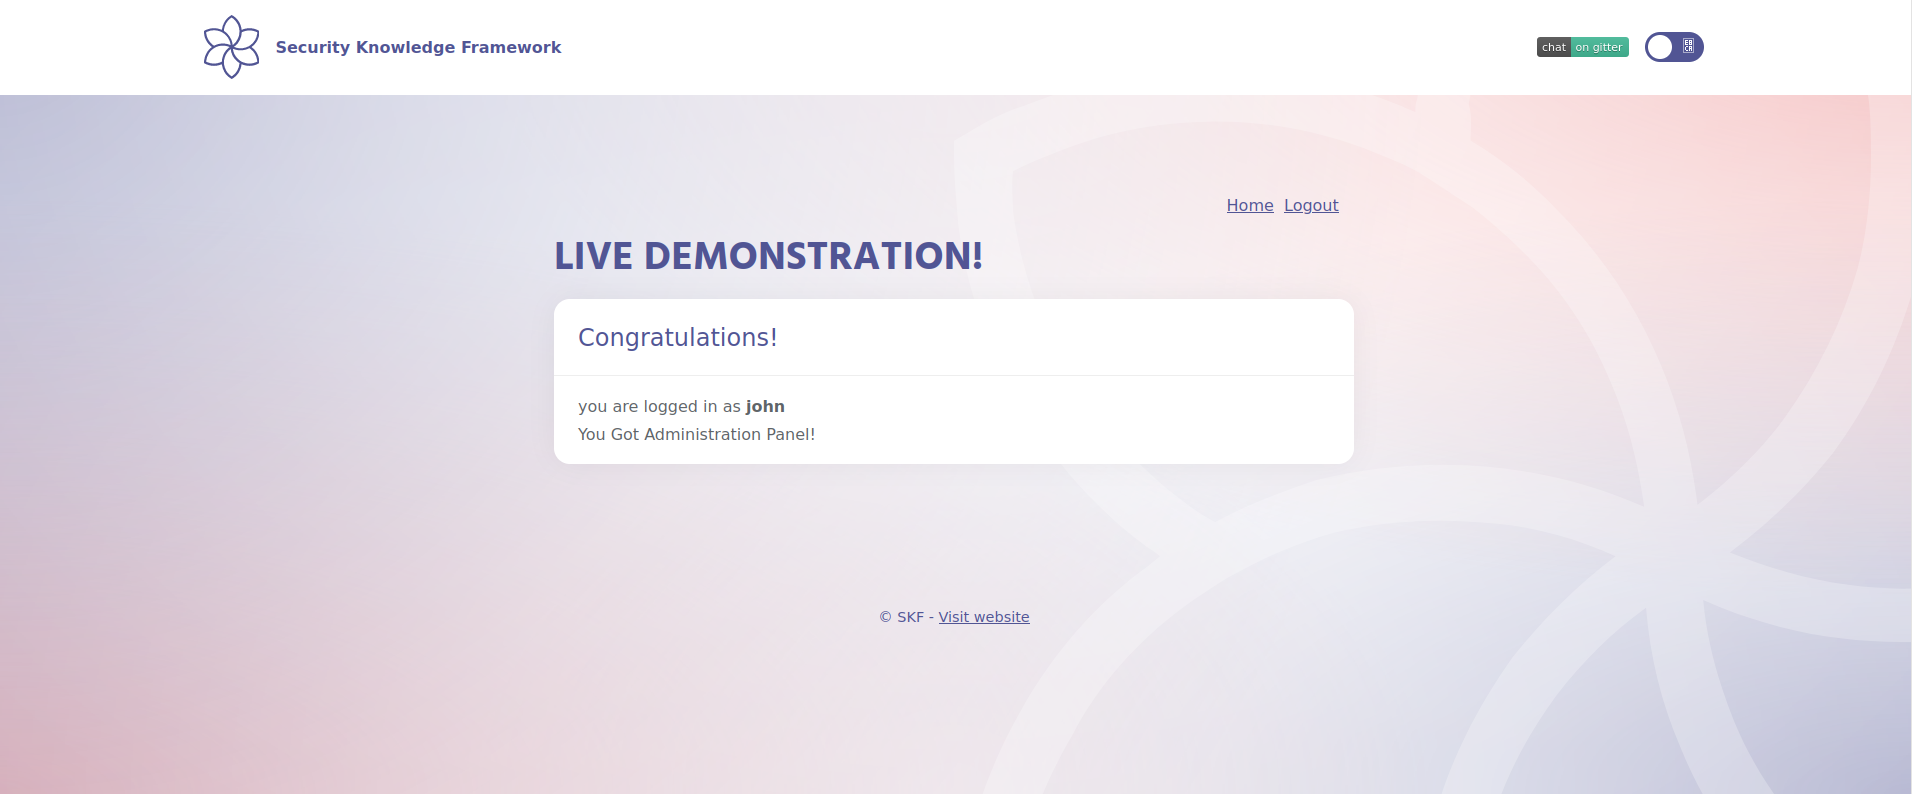 Security Knowledge Framework
chat on gitter
Home Logout
LIVE DEMONSTRATION!
Congratulations!
you are logged in as john
You Got Administration Panel!
© SKF - Visit website